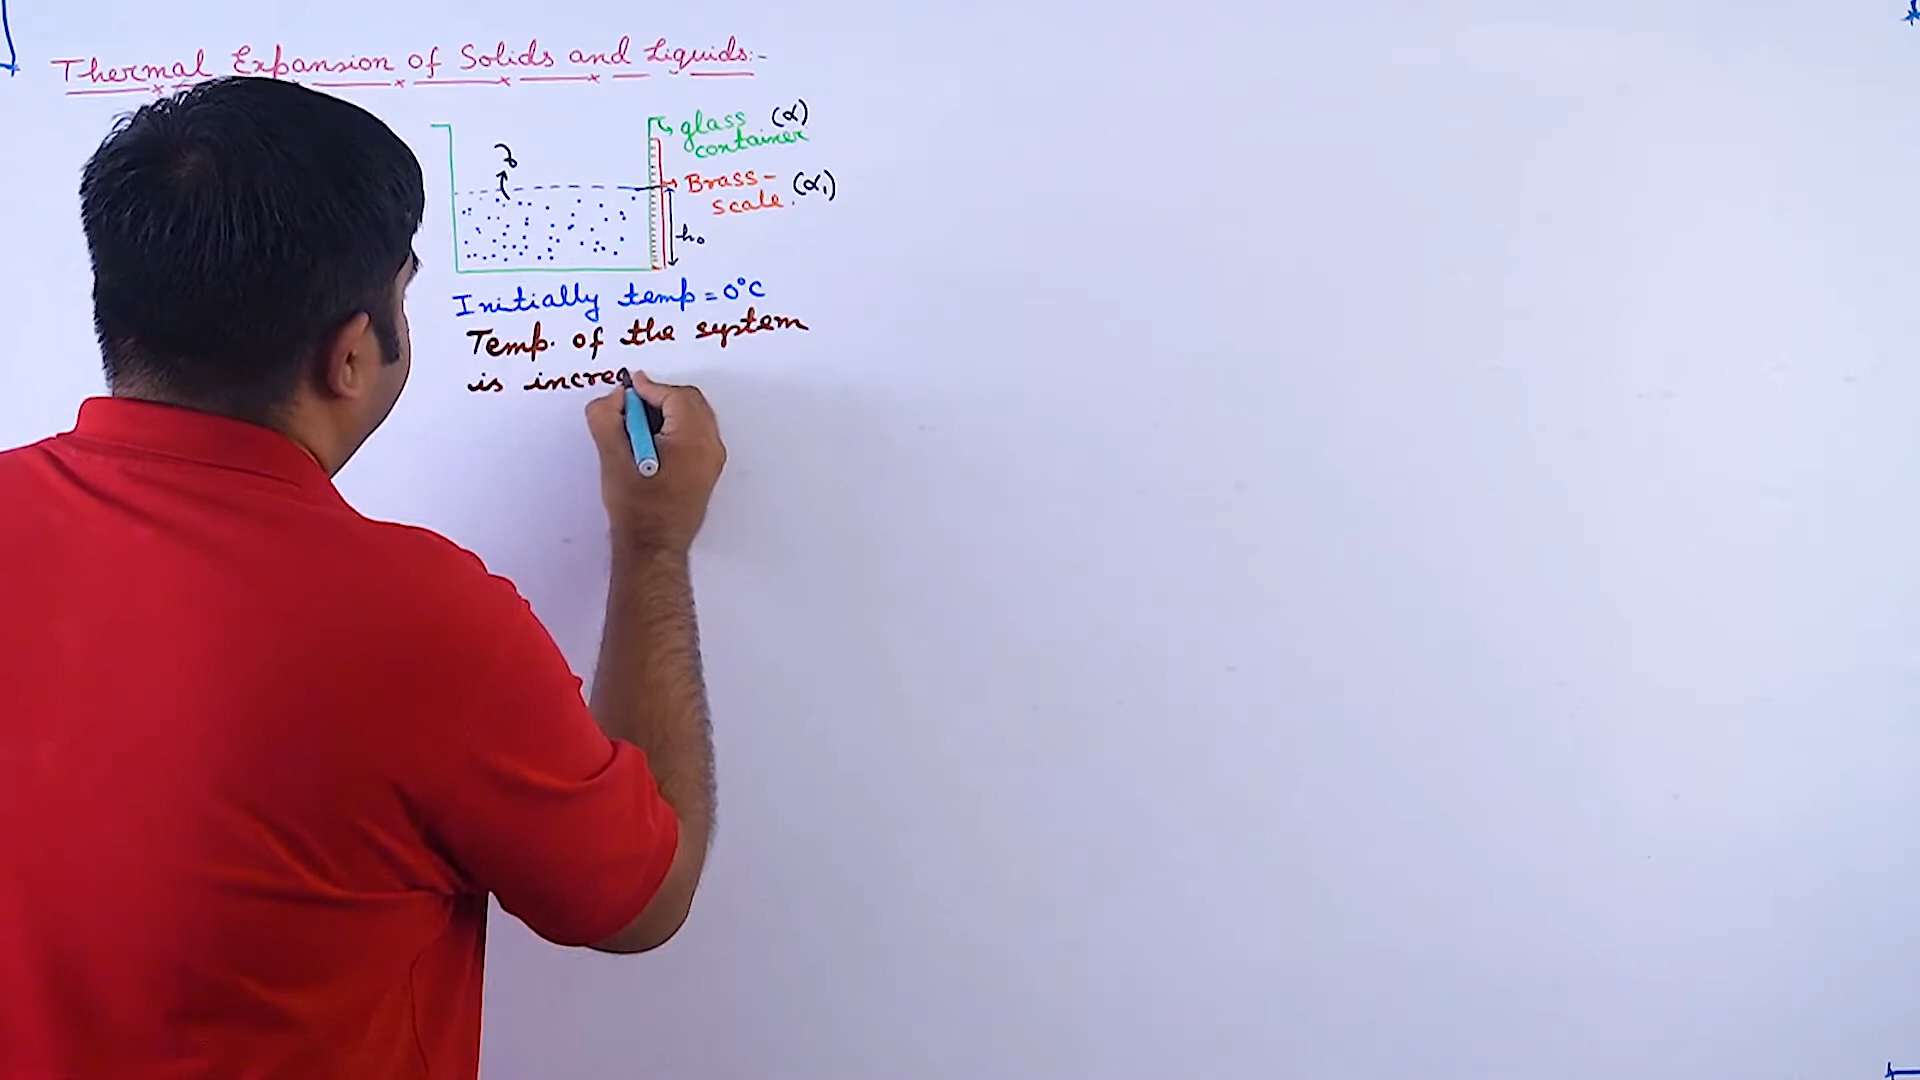 Thermal Expansion of Solids and Liquids:-
glass (α)
container
Brass- (α₁)
scale.
h₀
Initially temp = 0°C
Temp. of the system
is increa